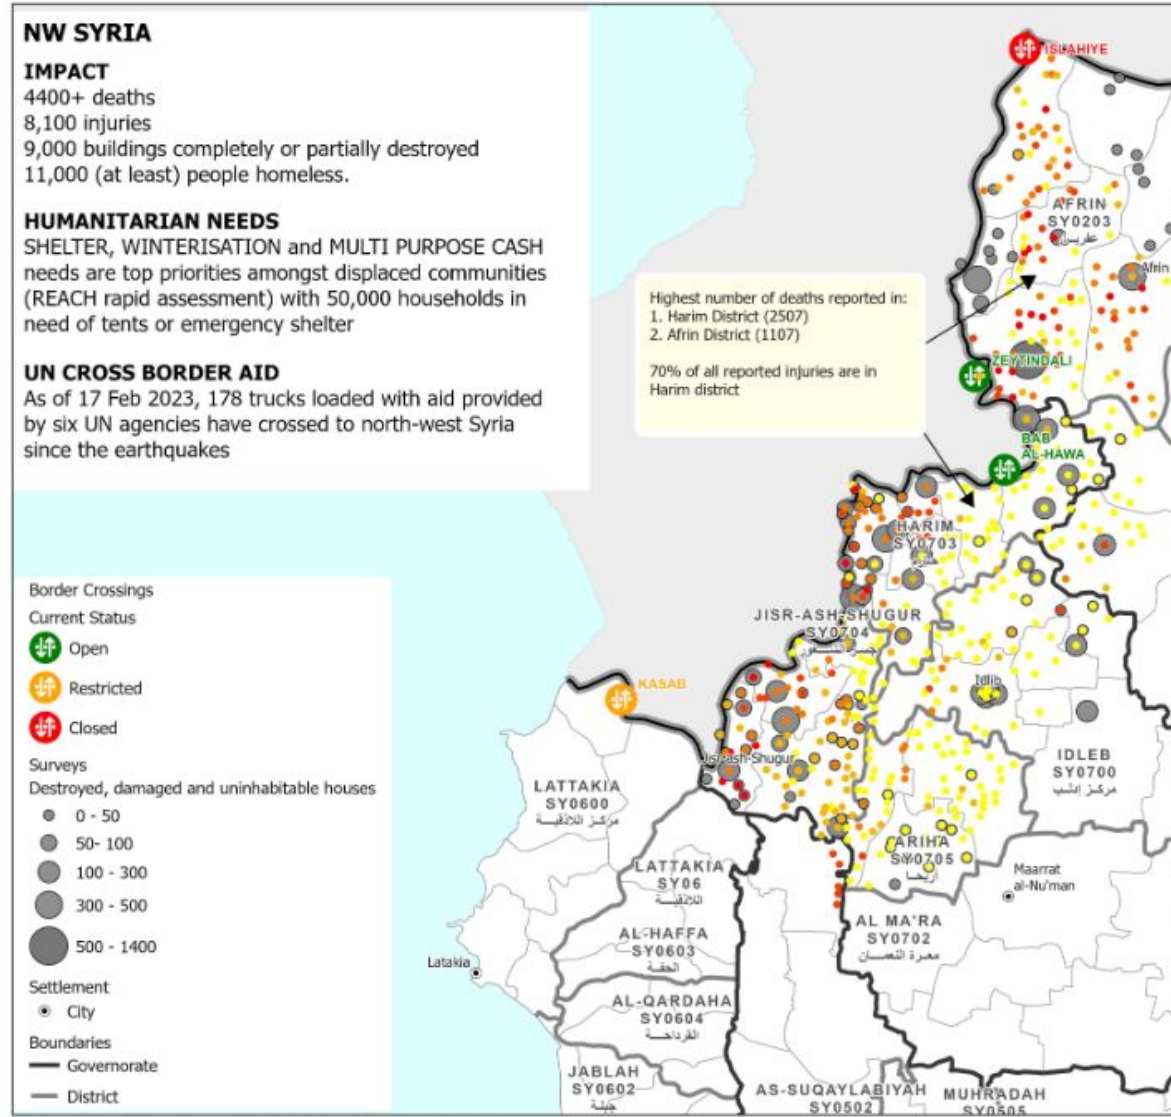 NW SYRIA
IMPACT
4400+ deaths
8,100 injuries
9,000 buildings completely or partially destroyed
11,000 (at least) people homeless.
HUMANITARIAN NEEDS
SHELTER, WINTERISATION and MULTI PURPOSE CASH
needs are top priorities amongst displaced communities
(REACH rapid assessment) with 50,000 households in
need of tents or emergency shelter
UN CROSS BORDER AID
As of 17 Feb 2023, 178 trucks loaded with aid provided
by six UN agencies have crossed to north-west Syria
since the earthquakes
Highest number of deaths reported in:
1. Harim District (2507)
2. Afrin District (1107)
70% of all reported injuries are in
Harim district
ISLAHIYE
AFRIN
SY0203
عفرين
Afrin
ZEYTINDALI
BAB
AL-HAWA
HARIM
SY0703
JISR-ASH-SHUGUR
SY0704
جسر الشغور
KASAB
Idlib
Jisr-ash-Shugur
IDLEB
SY0700
مركز إدلب
LATTAKIA
SY0600
مركز اللاذقية
ARIHA
SY0705
أريحا
LATTAKIA
SY06
اللاذقية
Maarrat
al-Nu'man
AL MA'RA
SY0702
معرة النعمان
AL-HAFFA
SY0603
الحفة
Latakia
AL-QARDAHA
SY0604
القرداحة
JABLAH
SY0602
جبلة
AS-SUQAYLABIYAH
SY0502
MUHRADAH
SY0505
Border Crossings
Current Status
Open
Restricted
Closed
Surveys
Destroyed, damaged and uninhabitable houses
0 - 50
50- 100
100 - 300
300 - 500
500 - 1400
Settlement
City
Boundaries
Governorate
District